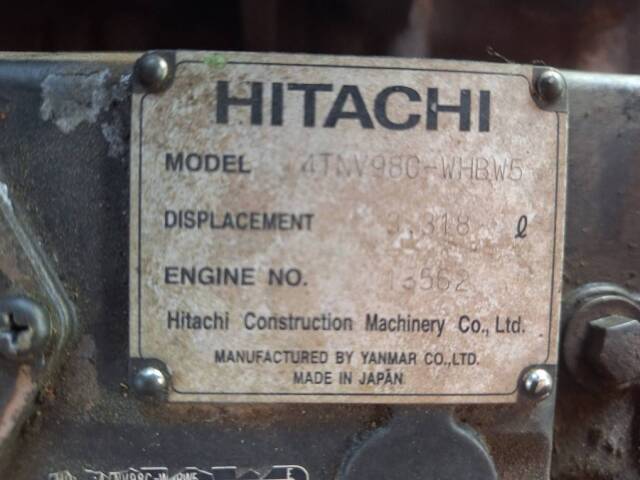 HITACHI
MODEL 4TNV98C-WHBW5
DISPLACEMENT 3.318 ℓ
ENGINE NO. 13562
Hitachi Construction Machinery Co., Ltd.
MANUFACTURED BY YANMAR CO.,LTD.
MADE IN JAPAN